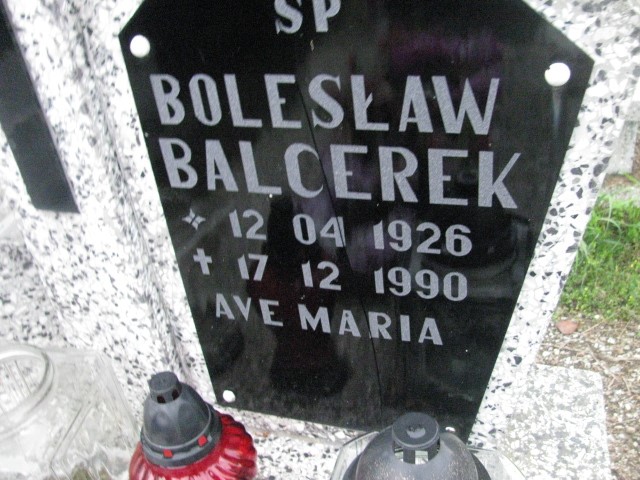 SP
BOLESŁAW
BALCEREK
12 04 1926
17 12 1990
AVE MARIA